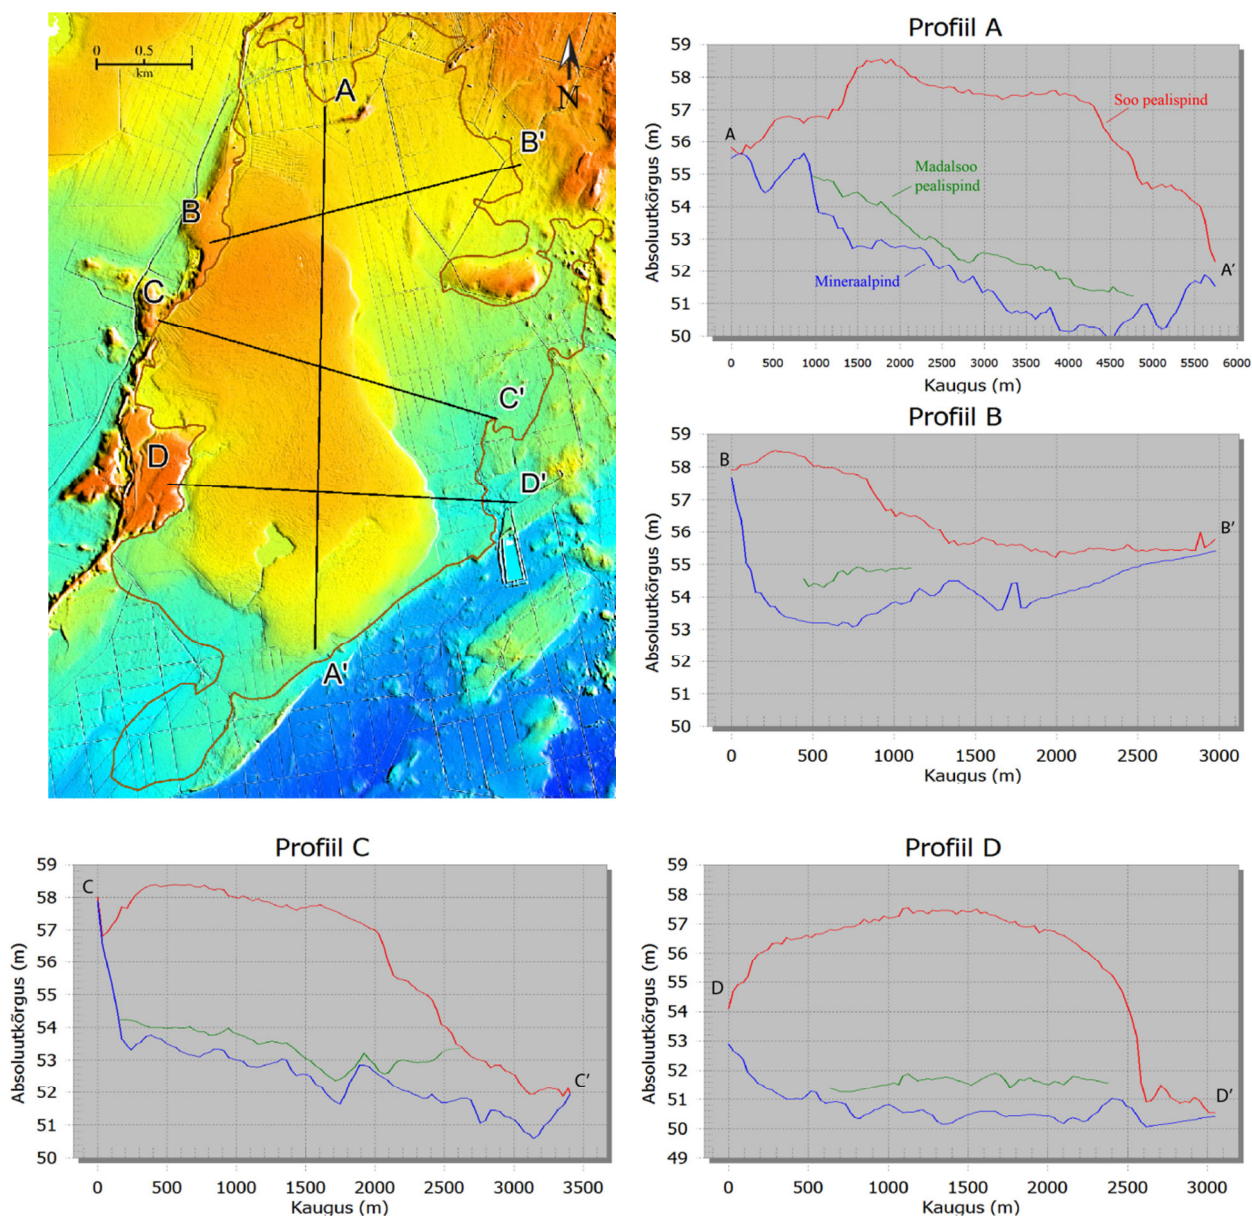 0 0.5 1
km
N
A
B'
B
C
C'
D
D'
A'
Profiil A
Absoluutkõrgus (m)
59
58
57
56
55
54
53
52
51
50
A
Soo pealispind
Madalsoo
pealispind
Mineraalpind
A'
0 500 1000 1500 2000 2500 3000 3500 4000 4500 5000 5500 6000
Kaugus (m)
Profiil B
Absoluutkõrgus (m)
59
58
57
56
55
54
53
52
51
50
B
B'
0 500 1000 1500 2000 2500 3000
Kaugus (m)
Profiil C
Absoluutkõrgus (m)
59
58
57
56
55
54
53
52
51
50
C
C'
0 500 1000 1500 2000 2500 3000 3500
Kaugus (m)
Profiil D
Absoluutkõrgus (m)
59
58
57
56
55
54
53
52
51
50
49
D
D'
0 500 1000 1500 2000 2500 3000
Kaugus (m)